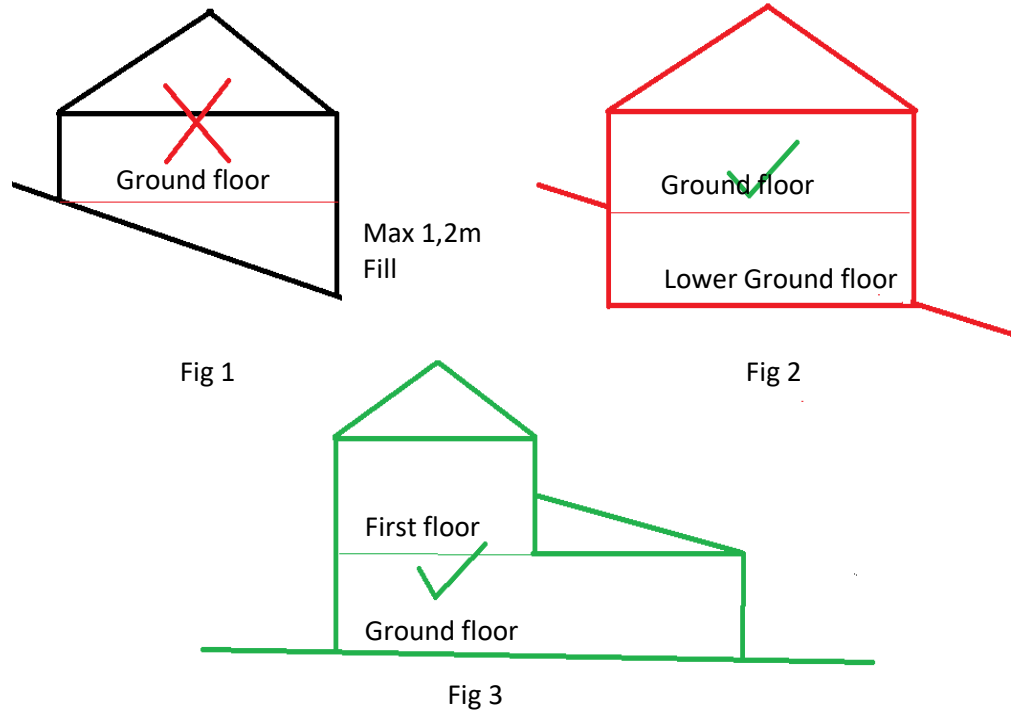 Ground floor
Max 1,2m
Fill
Fig 1
Ground floor
Lower Ground floor
Fig 2
First floor
Ground floor
Fig 3